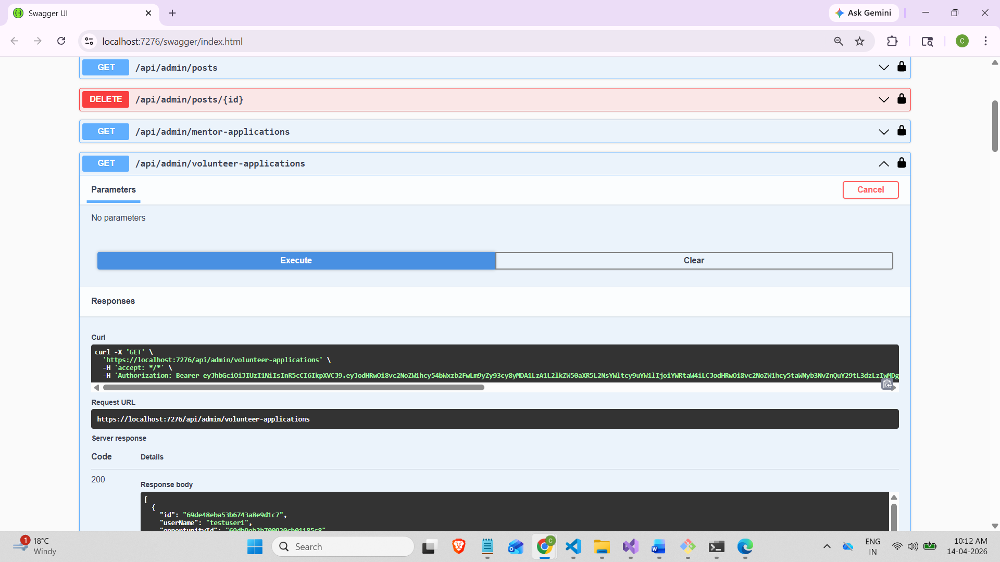 Swagger UI
Ask Gemini
localhost:7276/swagger/index.html
C
GET /api/admin/posts
DELETE /api/admin/posts/{id}
GET /api/admin/mentor-applications
GET /api/admin/volunteer-applications
Parameters
Cancel
No parameters
Execute
Clear
Responses
Curl
curl -X 'GET' \
'https://localhost:7276/api/admin/volunteer-applications' \
-H 'accept: */*' \
-H 'Authorization: Bearer
Request URL
https://localhost:7276/api/admin/volunteer-applications
Server response
Code
Details
200
Response body
[
{
"id": "69de48eba53b6743a8e9d1c7",
"userName": "testuser1",
"opportunityId":
1
18°C
Windy
Search
C
ENG
IN
10:12 AM
14-04-2026